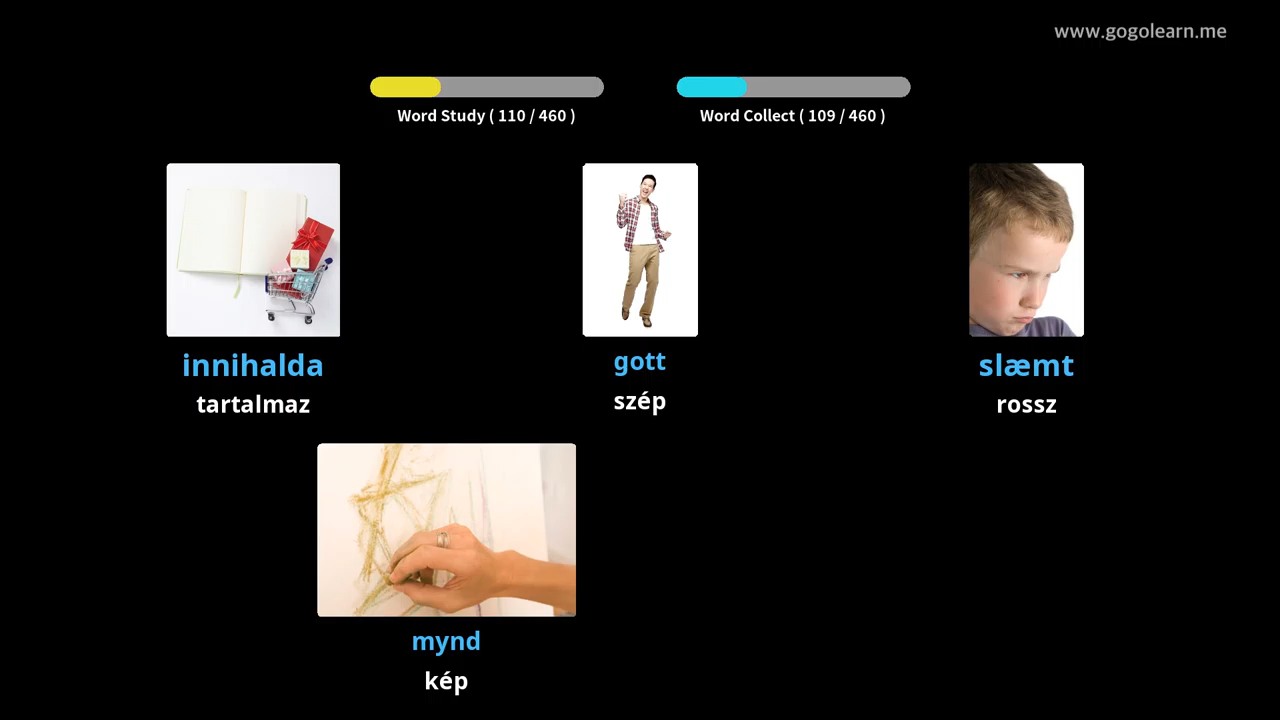 www.gogolearn.me
Word Study ( 110 / 460 )
Word Collect ( 109 / 460 )
innihalda
tartalmaz
gott
szép
slæmt
rossz
mynd
kép